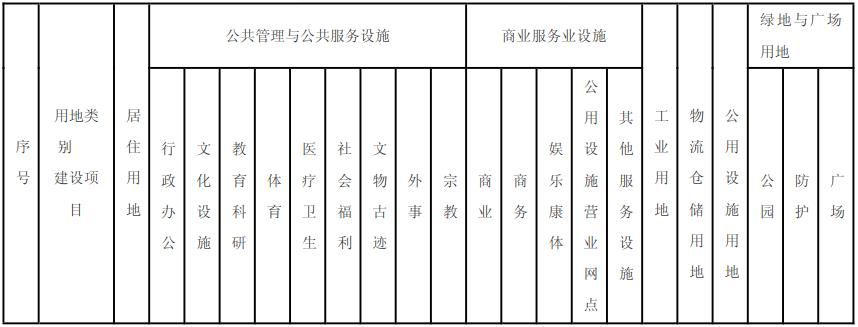 序号
用地类
别
建设项
目
居住用地
公共管理与公共服务设施
行政办公
文化设施
教育科研
体育
医疗卫生
社会福利
文物古迹
外事
宗教
商业服务业设施
商业
商务
娱乐康体
公用设施营业网点
其他服务设施
工业用地
物流仓储用地
公用设施用地
绿地与广场
用地
公园
防护
广场